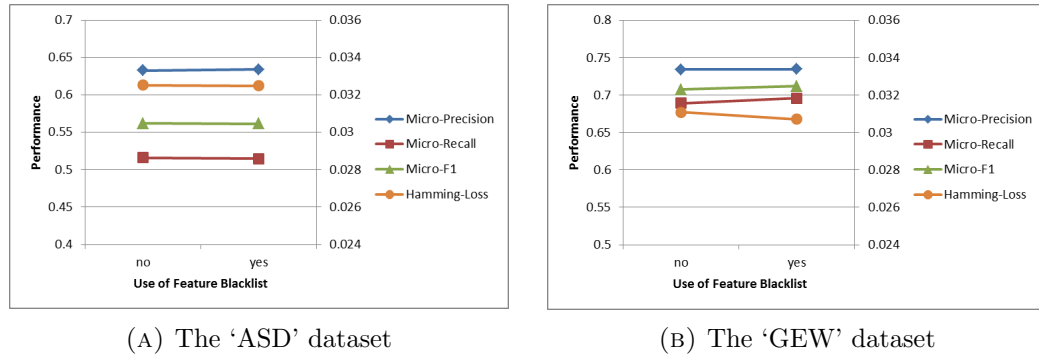 0.7
0.65
0.6
0.55
0.5
0.45
0.4
Performance
0.036
0.034
0.032
0.03
0.028
0.026
0.024
no yes
Use of Feature Blacklist
Micro-Precision
Micro-Recall
Micro-F1
Hamming-Loss
(A) The ‘ASD’ dataset
0.8
0.75
0.7
0.65
0.6
0.55
0.5
Performance
0.036
0.034
0.032
0.03
0.028
0.026
0.024
no yes
Use of Feature Blacklist
Micro-Precision
Micro-Recall
Micro-F1
Hamming-Loss
(B) The ‘GEW’ dataset